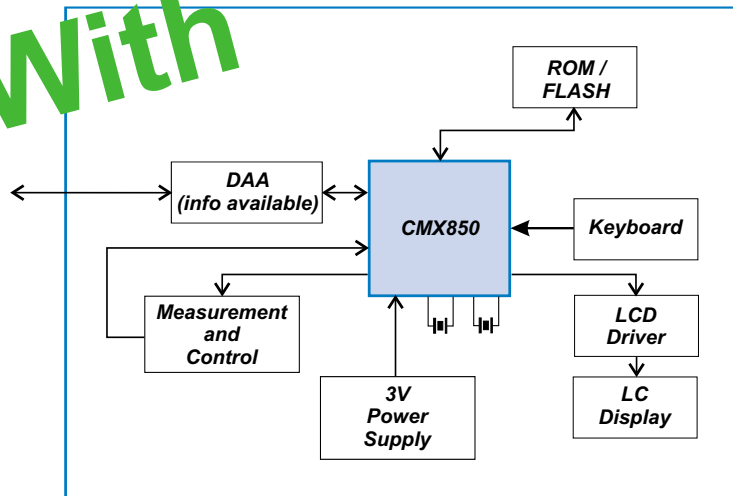 With
ROM /
FLASH
DAA
(info available)
CMX850
Keyboard
Measurement
and
Control
LCD
Driver
3V
Power
Supply
LC
Display